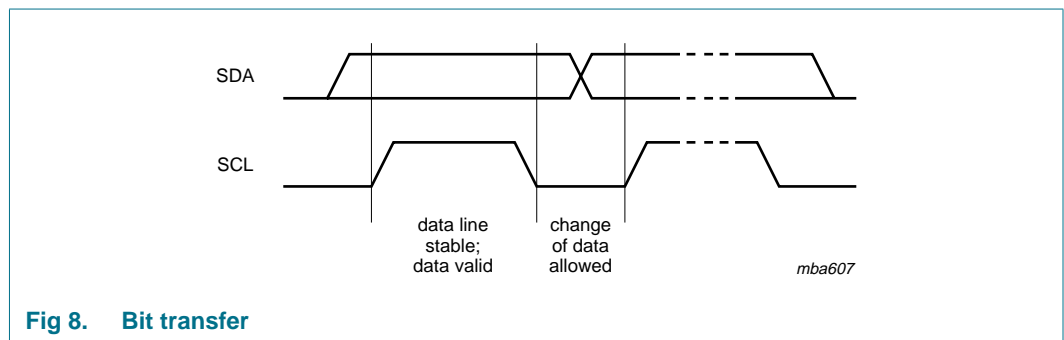 SDA
SCL
data line
stable;
data valid
change
of data
allowed
mba607
Fig 8. Bit transfer